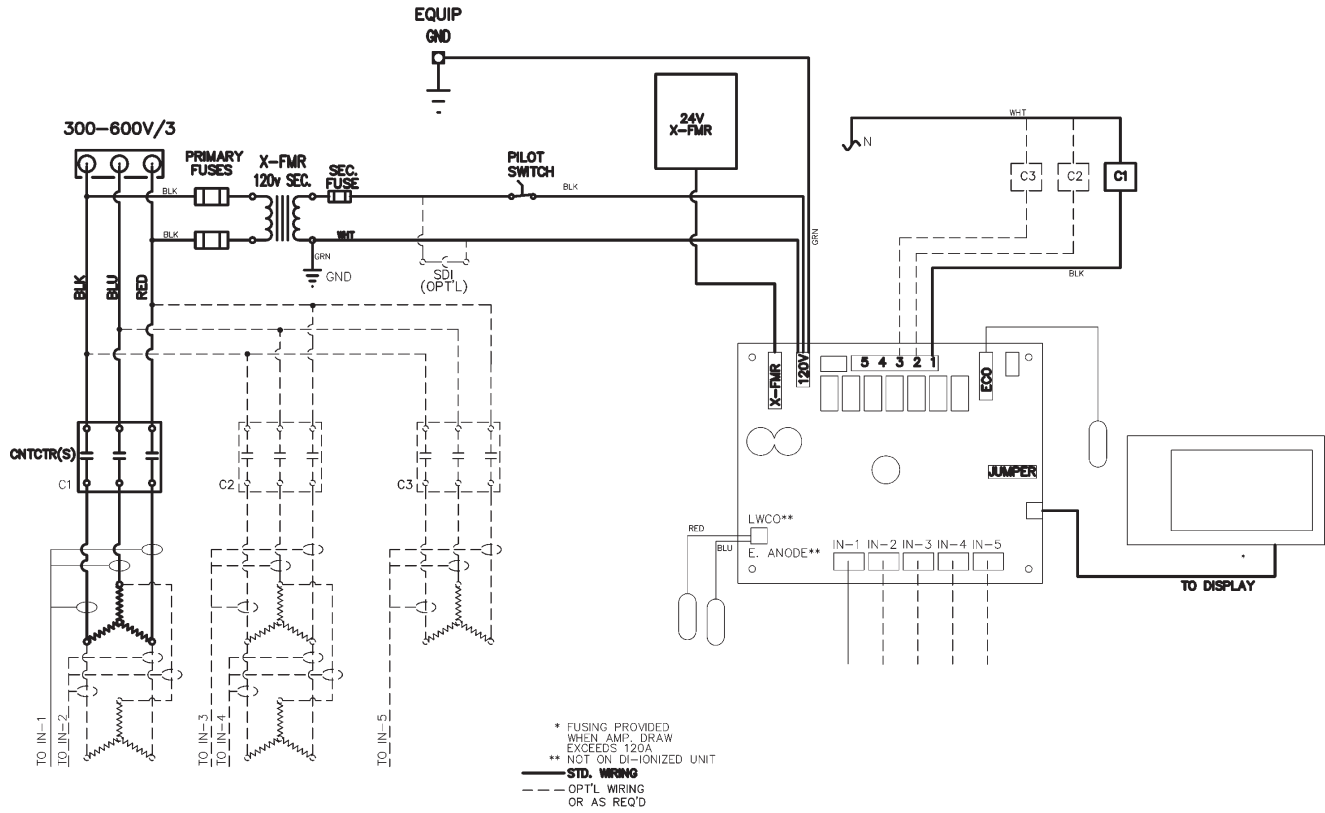 EQUIP
GND
300-600V/3
PRIMARY
FUSES
X-FMR
120v SEC.
SEC.
FUSE
PILOT
SWITCH
24V
X-FMR
WHT
N
C3
C2
C1
BLK
BLK
BLK
BLK
WHT
GRN
GRN
GND
SDI
(OPT'L)
BLK
BLU
RED
X-FMR
120V
5 4 3 2 1
ECO
CNTCTR(S)
C1
C2
C3
JUMPER
LWCO**
RED
BLU
E. ANODE**
IN-1 IN-2 IN-3 IN-4 IN-5
*
TO DISPLAY
TO IN-1
TO IN-2
TO IN-3
TO IN-4
TO IN-5
* FUSING PROVIDED
WHEN AMP. DRAW
EXCEEDS 120A
** NOT ON DI-IONIZED UNIT
STD. WIRING
OPT'L WIRING
OR AS REQ'D